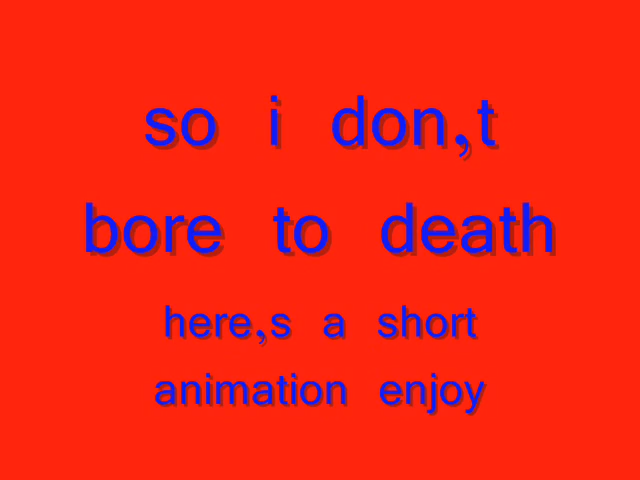 so i don,t
bore to death
here,s a short
animation enjoy